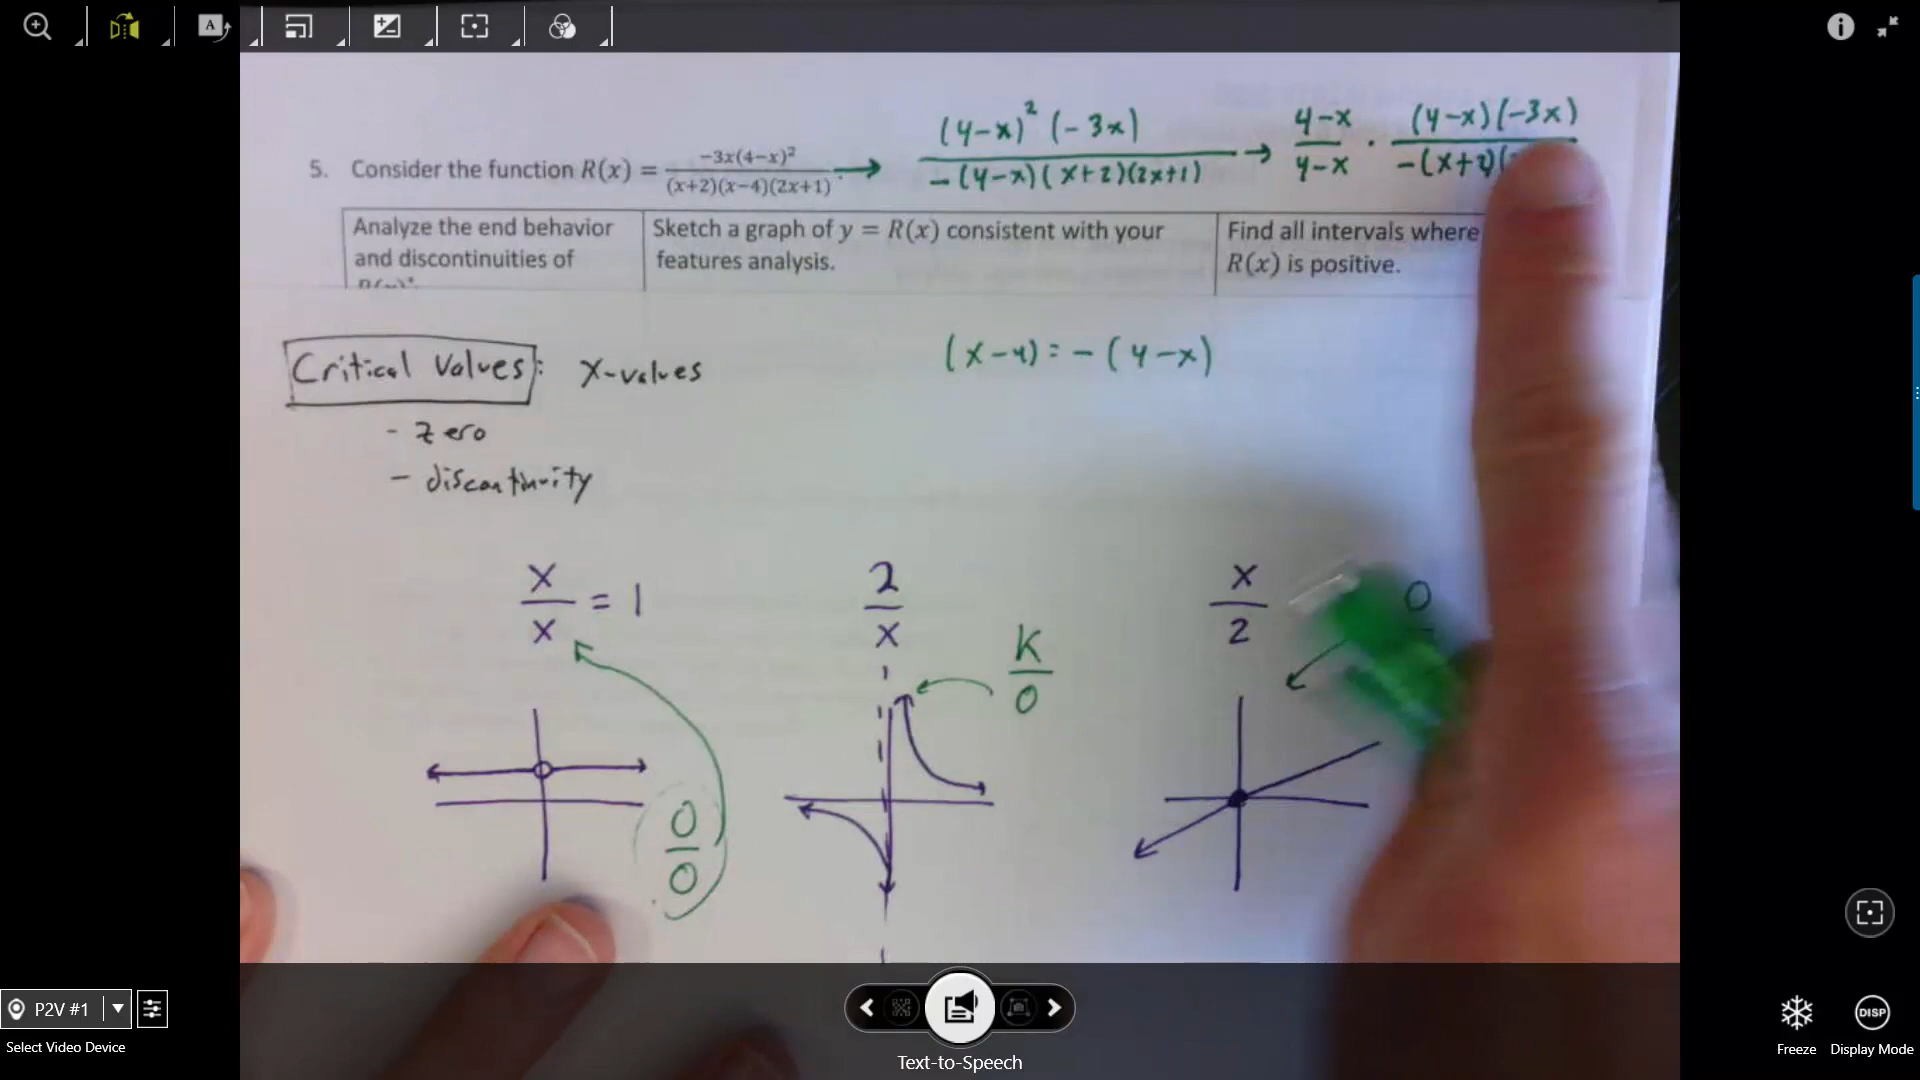 A
(4-x)² (-3x)
-(4-x)(x+2)(2x+1)
4-x
4-x
·
(4-x)(-3x)
-(x+2)(
5. Consider the function R(x) = -3x(4-x)² / (x+2)(x-4)(2x+1).
Analyze the end behavior
and discontinuities of
Sketch a graph of y = R(x) consistent with your
features analysis.
Find all intervals where
R(x) is positive.
(x-4) = -(4-x)
Critical Values: X-values
- Zero
- discontinuity
x
x
= 1
2
x
K
0
x
2
0
0
0
P2V #1
Select Video Device
Text-to-Speech
Freeze
DISP
Display Mode